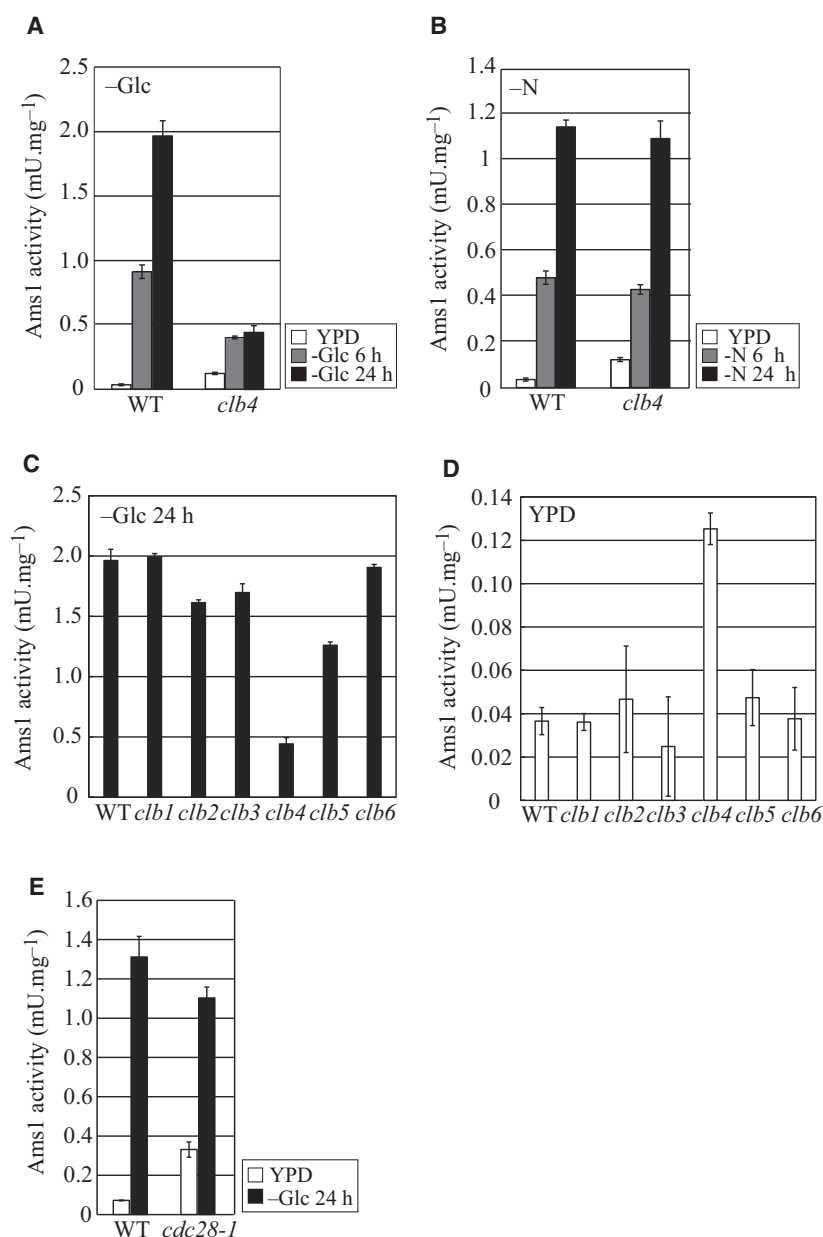 A
–Glc
Ams1 activity (mU.mg–1)
2.5
2.0
1.5
1.0
0.5
0
WT clb4
YPD
-Glc 6 h
-Glc 24 h
B
–N
Ams1 activity (mU.mg–1)
1.4
1.2
1
0.8
0.6
0.4
0.2
0
WT clb4
YPD
-N 6 h
-N 24 h
C
–Glc 24 h
Ams1 activity (mU.mg–1)
2.5
2.0
1.5
1.0
0.5
0
WT clb1 clb2 clb3 clb4 clb5 clb6
D
YPD
Ams1 activity (mU.mg–1)
0.14
0.12
0.10
0.08
0.06
0.04
0.02
0
WT clb1 clb2 clb3 clb4 clb5 clb6
E
Ams1 activity (mU.mg–1)
1.6
1.4
1.2
1.0
0.8
0.6
0.4
0.2
0.0
WT cdc28-1
YPD
–Glc 24 h